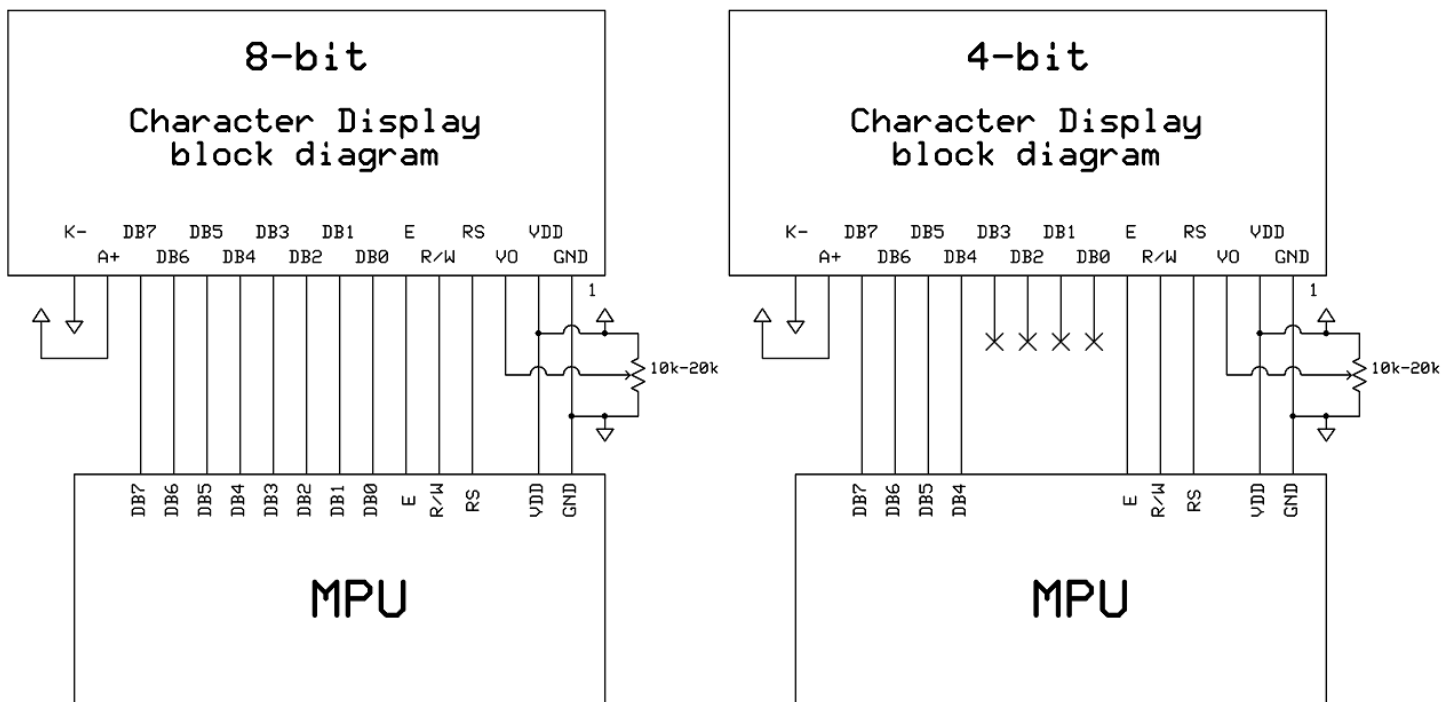 8-bit
Character Display
block diagram
K- DB7 DB5 DB3 DB1 E RS VDD
A+ DB6 DB4 DB2 DB0 R/W VO GND
1
10k-20k
DB7 DB6 DB5 DB4 DB3 DB2 DB1 DB0 E R/W RS VDD GND
MPU
4-bit
Character Display
block diagram
K- DB7 DB5 DB3 DB1 E RS VDD
A+ DB6 DB4 DB2 DB0 R/W VO GND
1
10k-20k
DB7 DB6 DB5 DB4 E R/W RS VDD GND
MPU